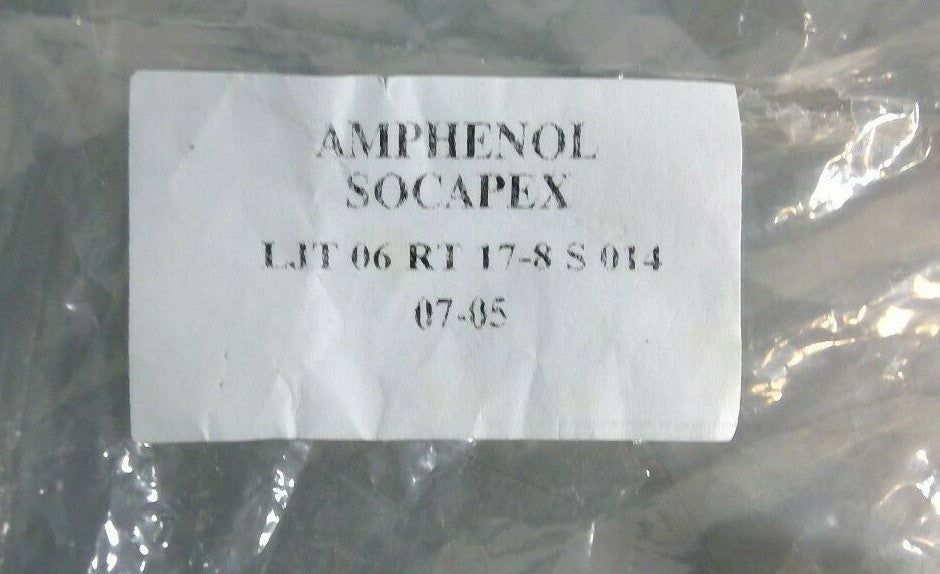 AMPHENOL
SOCAPEX
LJT 06 RT 17-8 S 014
07-05